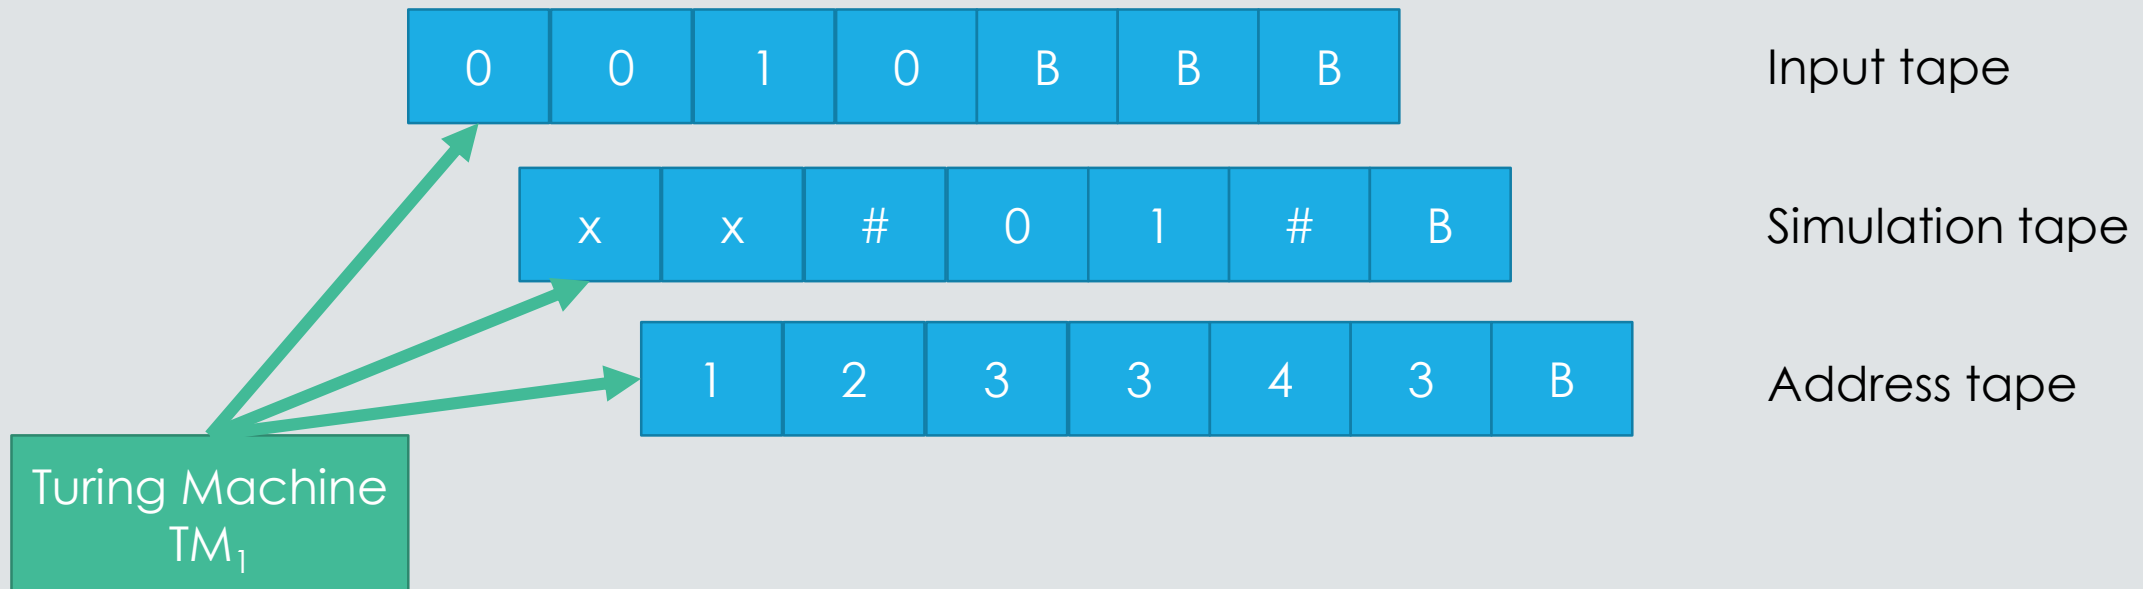 0 0 1 0 B B B Input tape
x x # 0 1 # B Simulation tape
1 2 3 3 4 3 B Address tape
Turing Machine
TM₁